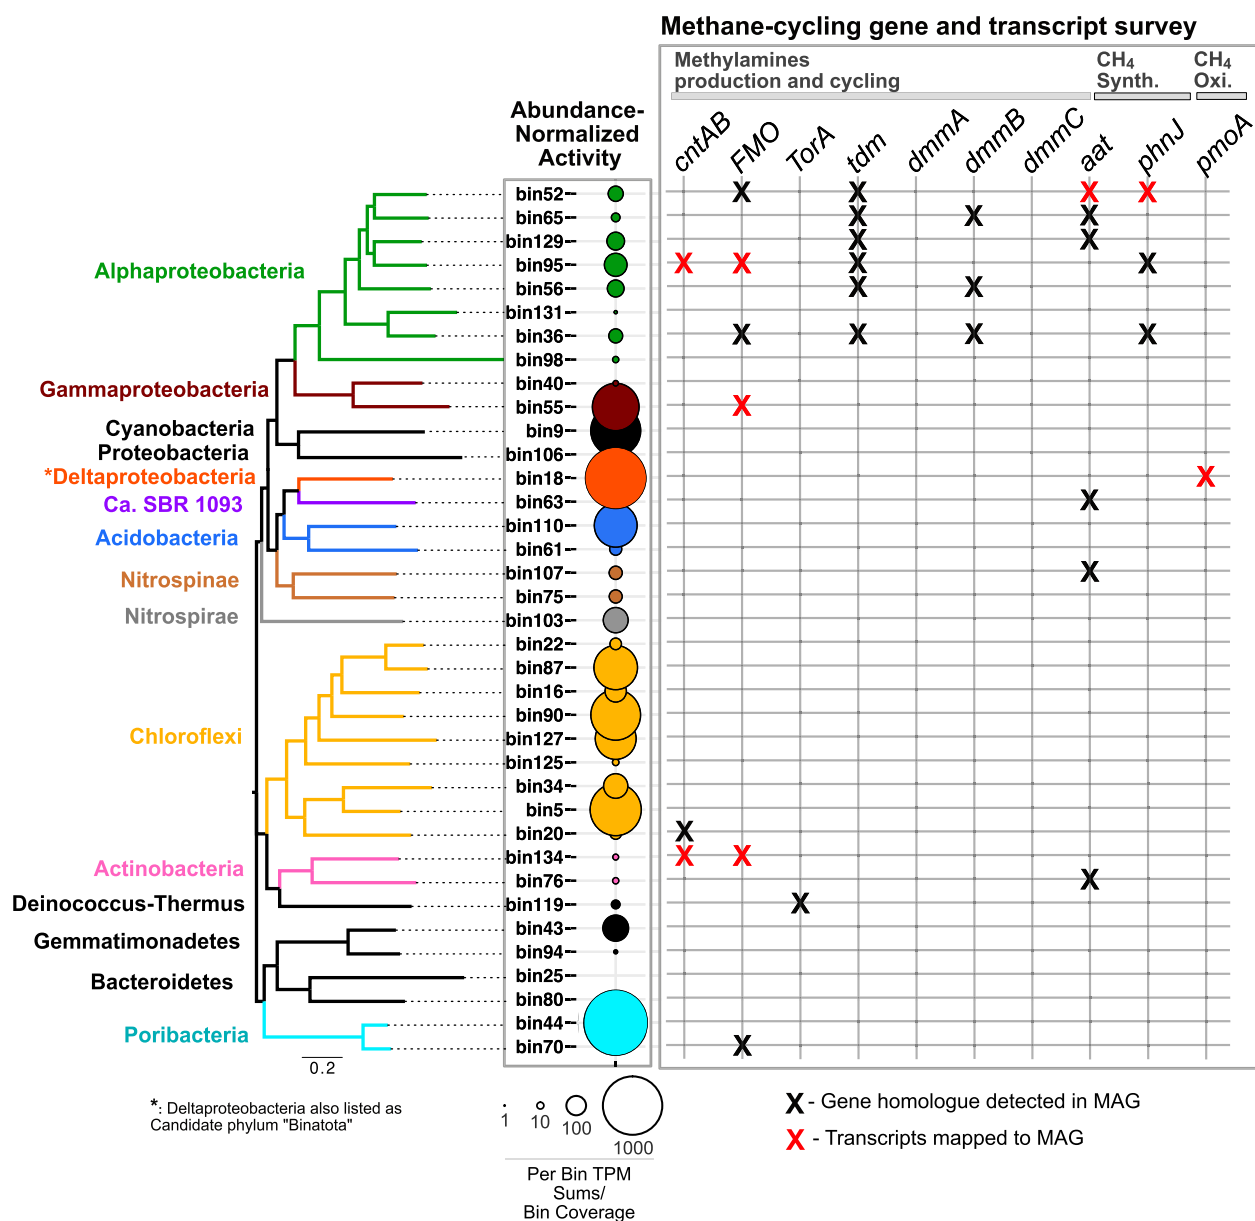 Methane-cycling gene and transcript survey
Methylamines
production and cycling
CH₄
Synth.
CH₄
Oxi.
Abundance-
Normalized
Activity
cntAB
FMO
TorA
tdm
dmmA
dmmB
dmmC
aat
phnJ
pmoA
bin52
bin65
bin129
bin95
bin56
bin131
bin36
bin98
bin40
bin55
bin9
bin106
bin18
bin63
bin110
bin61
bin107
bin75
bin103
bin22
bin87
bin16
bin90
bin127
bin125
bin34
bin5
bin20
bin134
bin76
bin119
bin43
bin94
bin25
bin80
bin44
bin70
Alphaproteobacteria
Gammaproteobacteria
Cyanobacteria
Proteobacteria
*Deltaproteobacteria
Ca. SBR 1093
Acidobacteria
Nitrospinae
Nitrospirae
Chloroflexi
Actinobacteria
Deinococcus-Thermus
Gemmatimonadetes
Bacteroidetes
Poribacteria
0.2
*: Deltaproteobacteria also listed as
Candidate phylum "Binatota"
1
10
100
1000
Per Bin TPM
Sums/
Bin Coverage
X - Gene homologue detected in MAG
X - Transcripts mapped to MAG